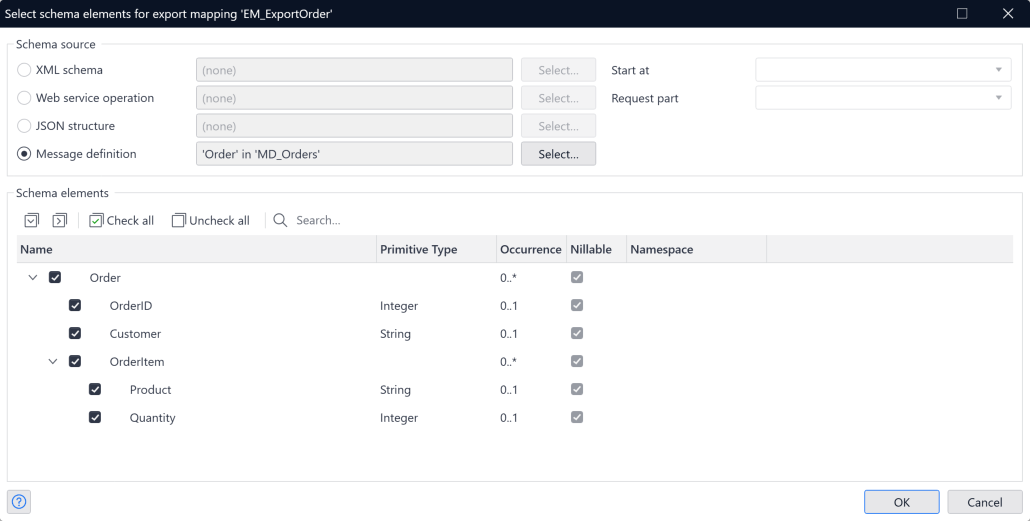 Select schema elements for export mapping 'EM_ExportOrder'
Schema source
XML schema (none) Select... Start at
Web service operation (none) Select... Request part
JSON structure (none) Select...
Message definition 'Order' in 'MD_Orders' Select...
Schema elements
Check all Uncheck all Search...
Name Primitive Type Occurrence Nillable Namespace
Order 0..*
OrderID Integer 0..1
Customer String 0..1
OrderItem 0..*
Product String 0..1
Quantity Integer 0..1
? OK Cancel